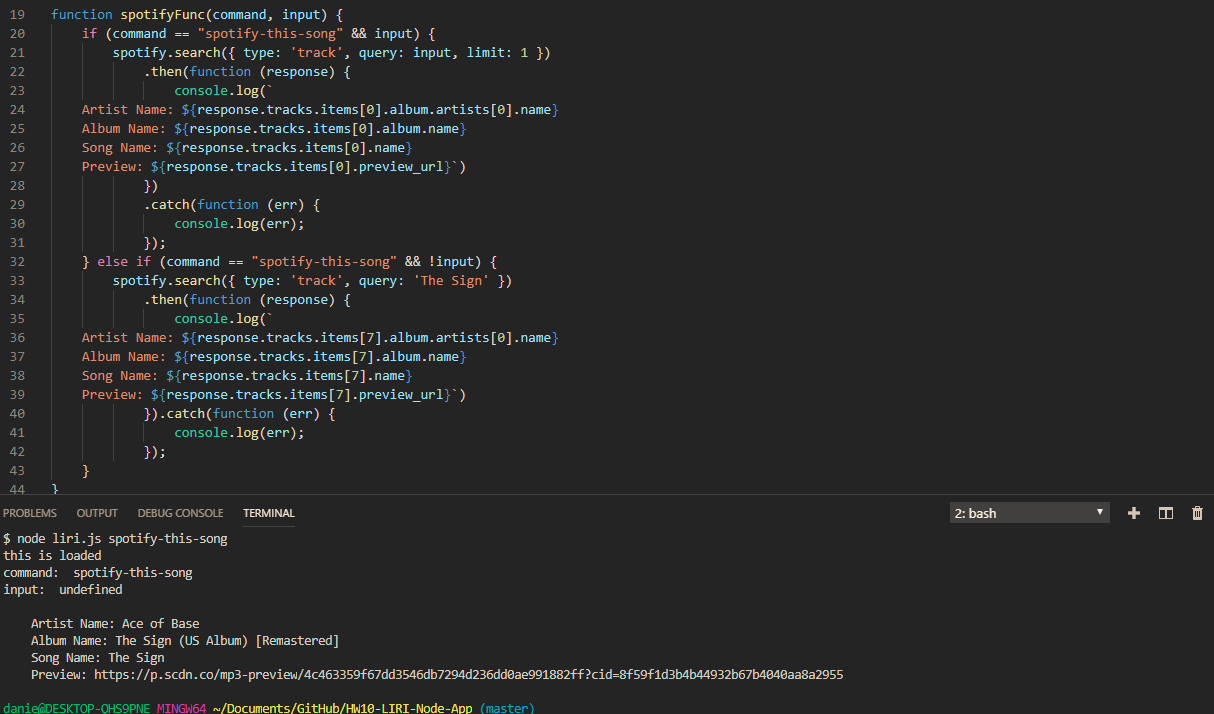 19 function spotifyFunc(command, input) {
20 if (command == "spotify-this-song" && input) {
21 spotify.search({ type: 'track', query: input, limit: 1 })
22 .then(function (response) {
23 console.log(`
24 Artist Name: ${response.tracks.items[0].album.artists[0].name}
25 Album Name: ${response.tracks.items[0].album.name}
26 Song Name: ${response.tracks.items[0].name}
27 Preview: ${response.tracks.items[0].preview_url}`)
28 })
29 .catch(function (err) {
30 console.log(err);
31 });
32 } else if (command == "spotify-this-song" && !input) {
33 spotify.search({ type: 'track', query: 'The Sign' })
34 .then(function (response) {
35 console.log(`
36 Artist Name: ${response.tracks.items[7].album.artists[0].name}
37 Album Name: ${response.tracks.items[7].album.name}
38 Song Name: ${response.tracks.items[7].name}
39 Preview: ${response.tracks.items[7].preview_url}`)
40 }).catch(function (err) {
41 console.log(err);
42 });
43 }
44 }
PROBLEMS OUTPUT DEBUG CONSOLE TERMINAL 2: bash
$ node liri.js spotify-this-song
this is loaded
command: spotify-this-song
input: undefined
Artist Name: Ace of Base
Album Name: The Sign (US Album) [Remastered]
Song Name: The Sign
Preview: https://p.scdn.co/mp3-preview/4c463359f67dd3546db7294d236dd0ae991882ff?cid=8f59f1d3b4b44932b67b4040aa8a2955
danie@DESKTOP-QHS9PNE MINGW64 ~/Documents/GitHub/HW10-LIRI-Node-App (master)